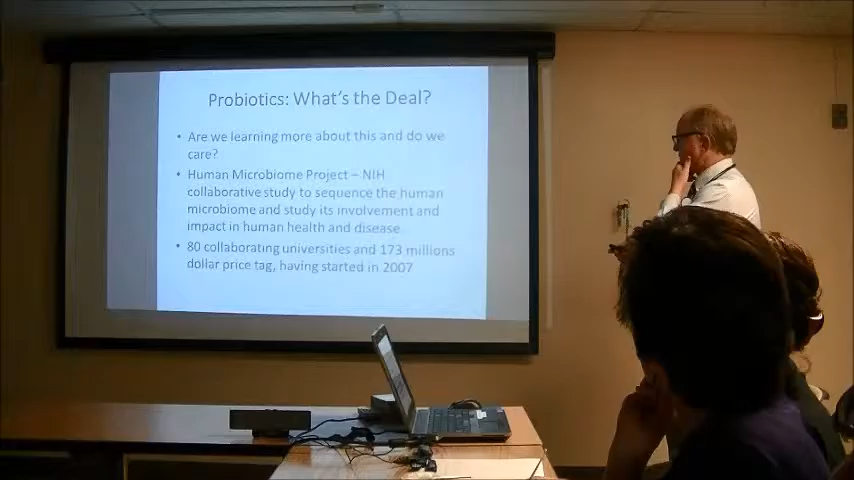 Probiotics: What's the Deal?
• Are we learning more about this and do we
care?
• Human Microbiome Project – NIH
collaborative study to sequence the human
microbiome and study its involvement and
impact in human health and disease.
• 80 collaborating universities and 173 millions
dollar price tag, having started in 2007